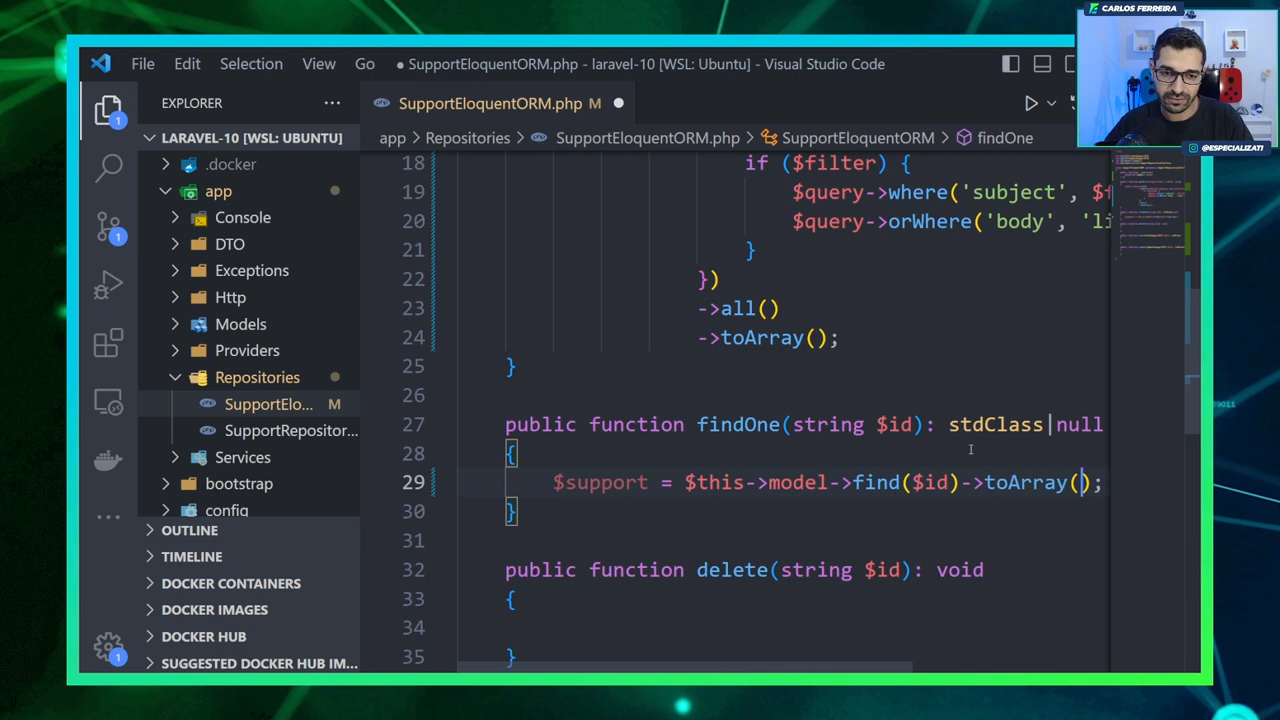 CARLOS FERREIRA
@ESPECIALIZATI
File Edit Selection View Go
SupportEloquentORM.php - laravel-10 [WSL: Ubuntu] - Visual Studio Code
EXPLORER
LARAVEL-10 [WSL: UBUNTU]
.docker
app
Console
DTO
Exceptions
Http
Models
Providers
Repositories
SupportElo... M
SupportRepositor...
Services
bootstrap
config
OUTLINE
TIMELINE
DOCKER CONTAINERS
DOCKER IMAGES
DOCKER HUB
SUGGESTED DOCKER HUB IM...
1
1
1
SupportEloquentORM.php M
app Repositories SupportEloquentORM.php SupportEloquentORM findOne
18 if ($filter) {
19 $query->where('subject', $f
20 $query->orWhere('body', 'li
21 }
22 })
23 ->all()
24 ->toArray();
25 }
26
27 public function findOne(string $id): stdClass|null
28 {
29 $support = $this->model->find($id)->toArray();
30 }
31
32 public function delete(string $id): void
33 {
34
35 }